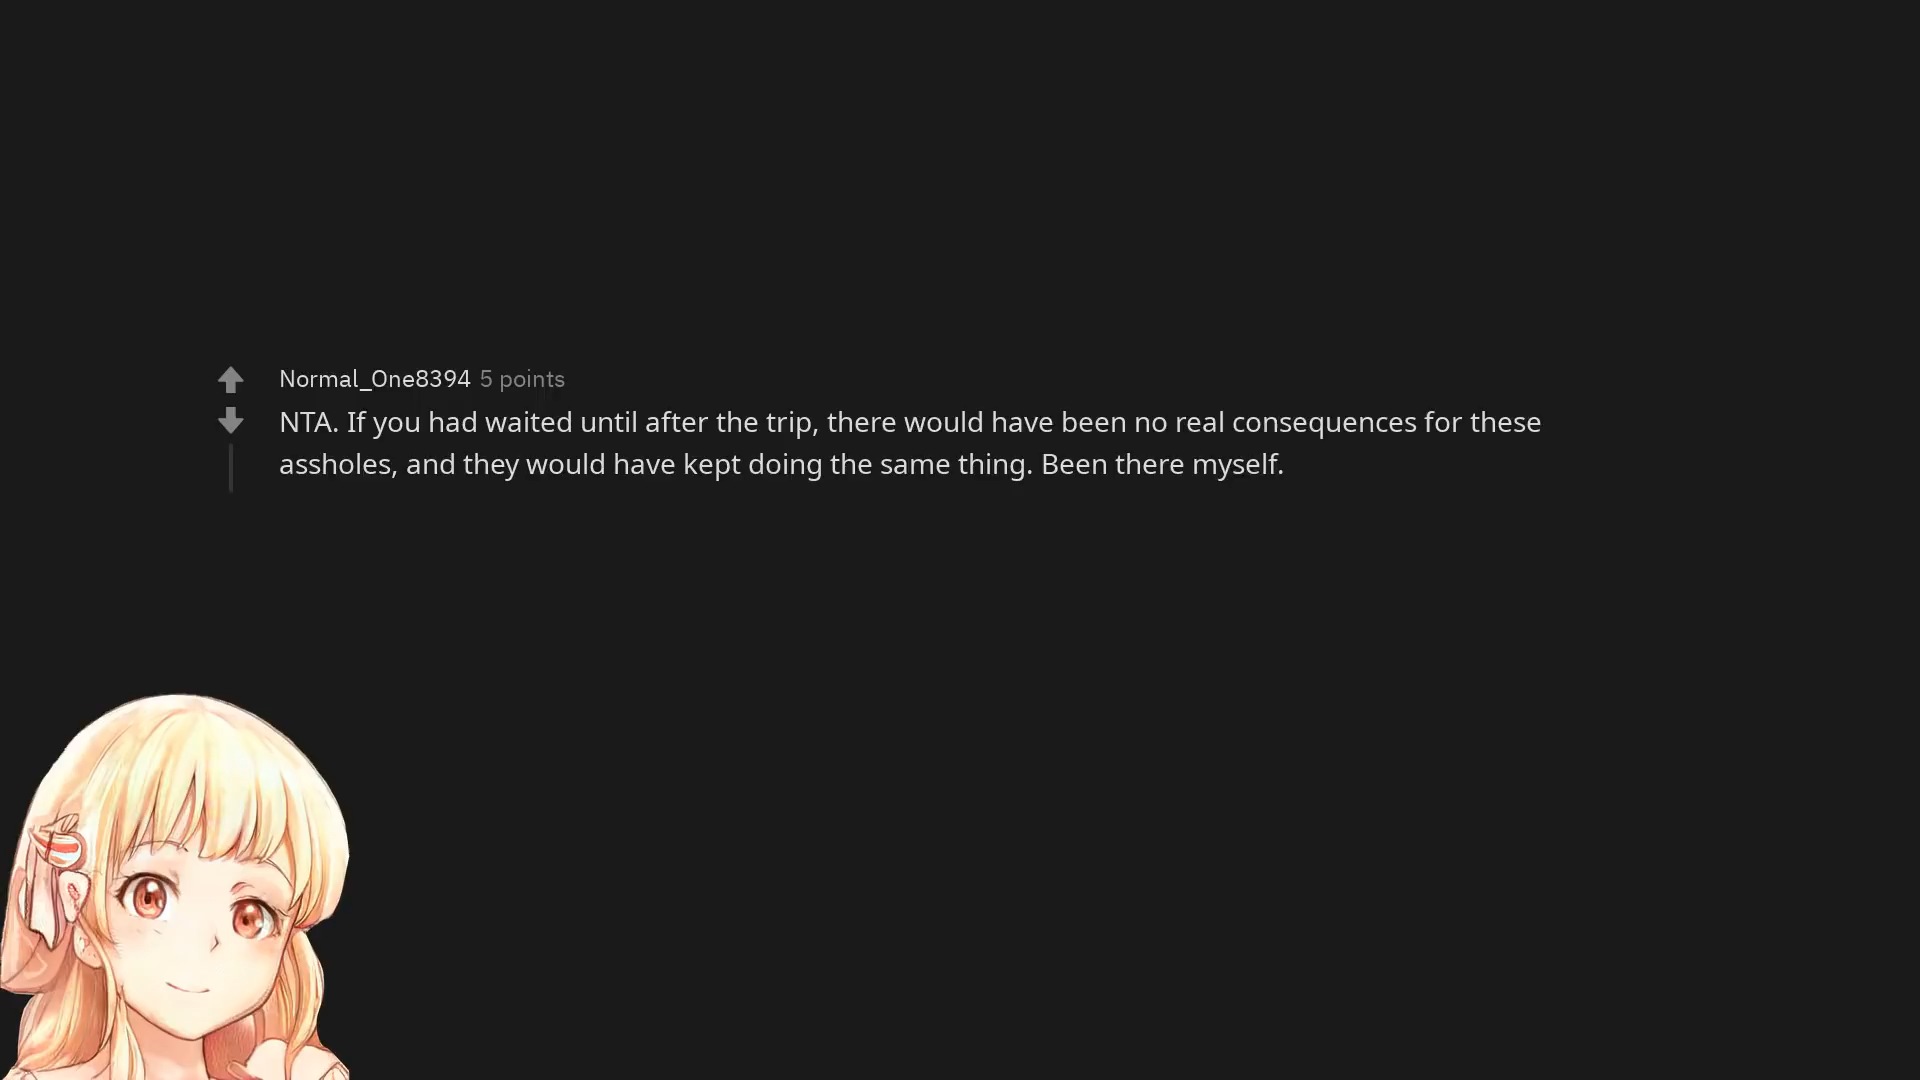 Normal_One8394 5 points
NTA. If you had waited until after the trip, there would have been no real consequences for these
assholes, and they would have kept doing the same thing. Been there myself.